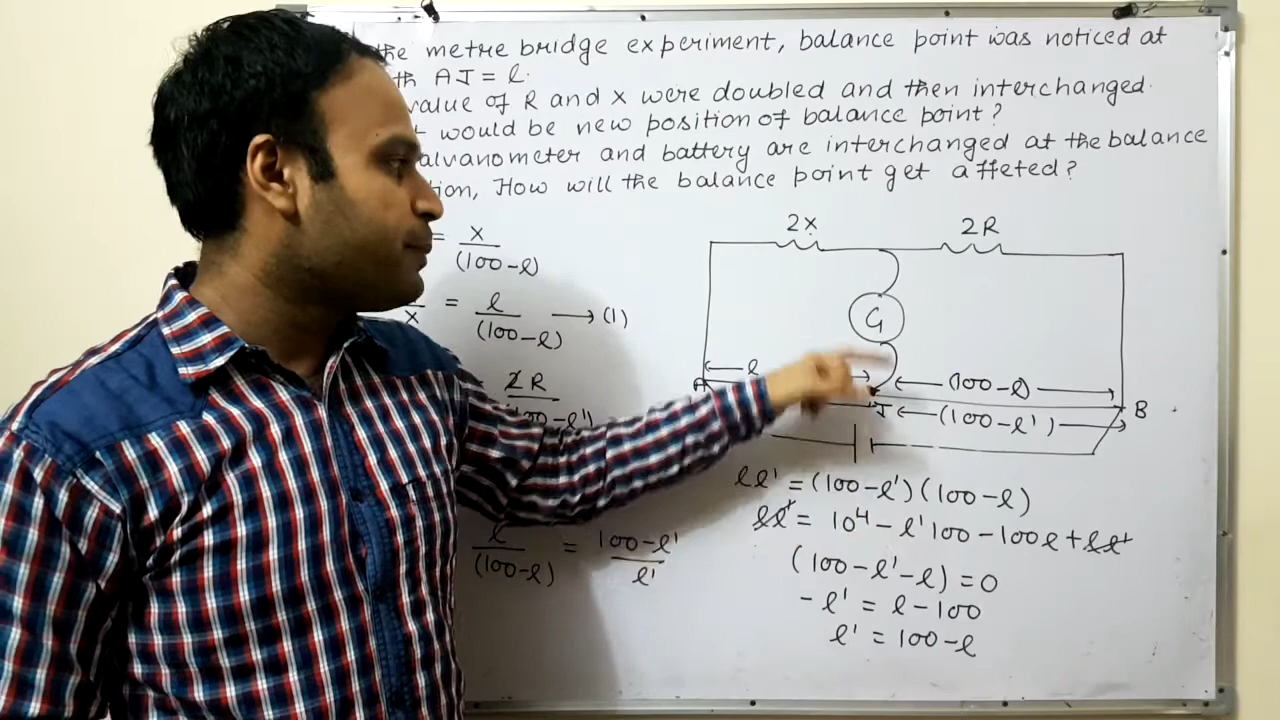 the metre bridge experiment, balance point was noticed at
th AJ = l.
value of R and X were doubled and then interchanged.
t would be new position of balance point?
alvanometer and battery are interchanged at the balance
tion, How will the balance point get affeted?
= X/(100-l)
X = l/(100-l) → (1)
= 2R/(100-l')
l/(100-l) = 100-l'/l'
2X 2R
G
l (100-l)
A J (100-l') B
ll' = (100-l')(100-l)
ll' = 10⁴ - l'100 - 100l + ll'
(100-l'-l) = 0
-l' = l-100
l' = 100-l